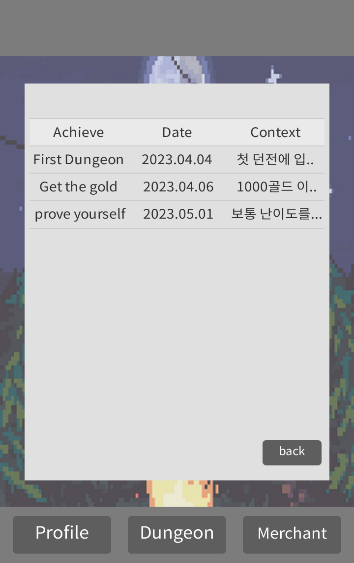 Achieve Date Context
First Dungeon 2023.04.04 첫 던전에 입..
Get the gold 2023.04.06 1000골드 이..
prove yourself 2023.05.01 보통 난이도를...
back
Profile Dungeon Merchant